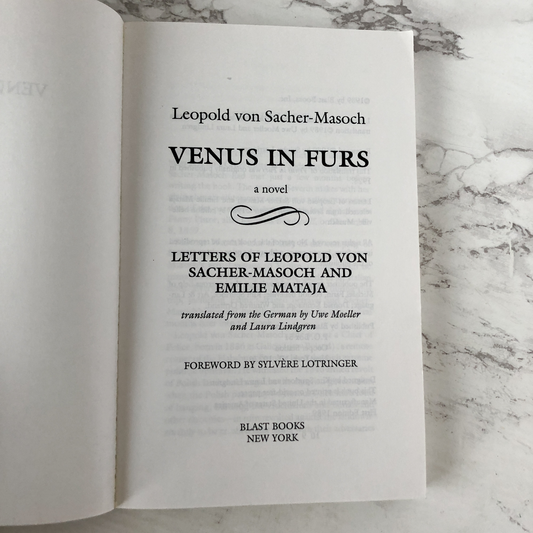 Leopold von Sacher-Masoch
VENUS IN FURS
a novel
LETTERS OF LEOPOLD VON
SACHER-MASOCH AND
EMILIE MATAJA
translated from the German by Uwe Moeller
and Laura Lindgren
FOREWORD BY SYLVÈRE LOTRINGER
BLAST BOOKS
NEW YORK